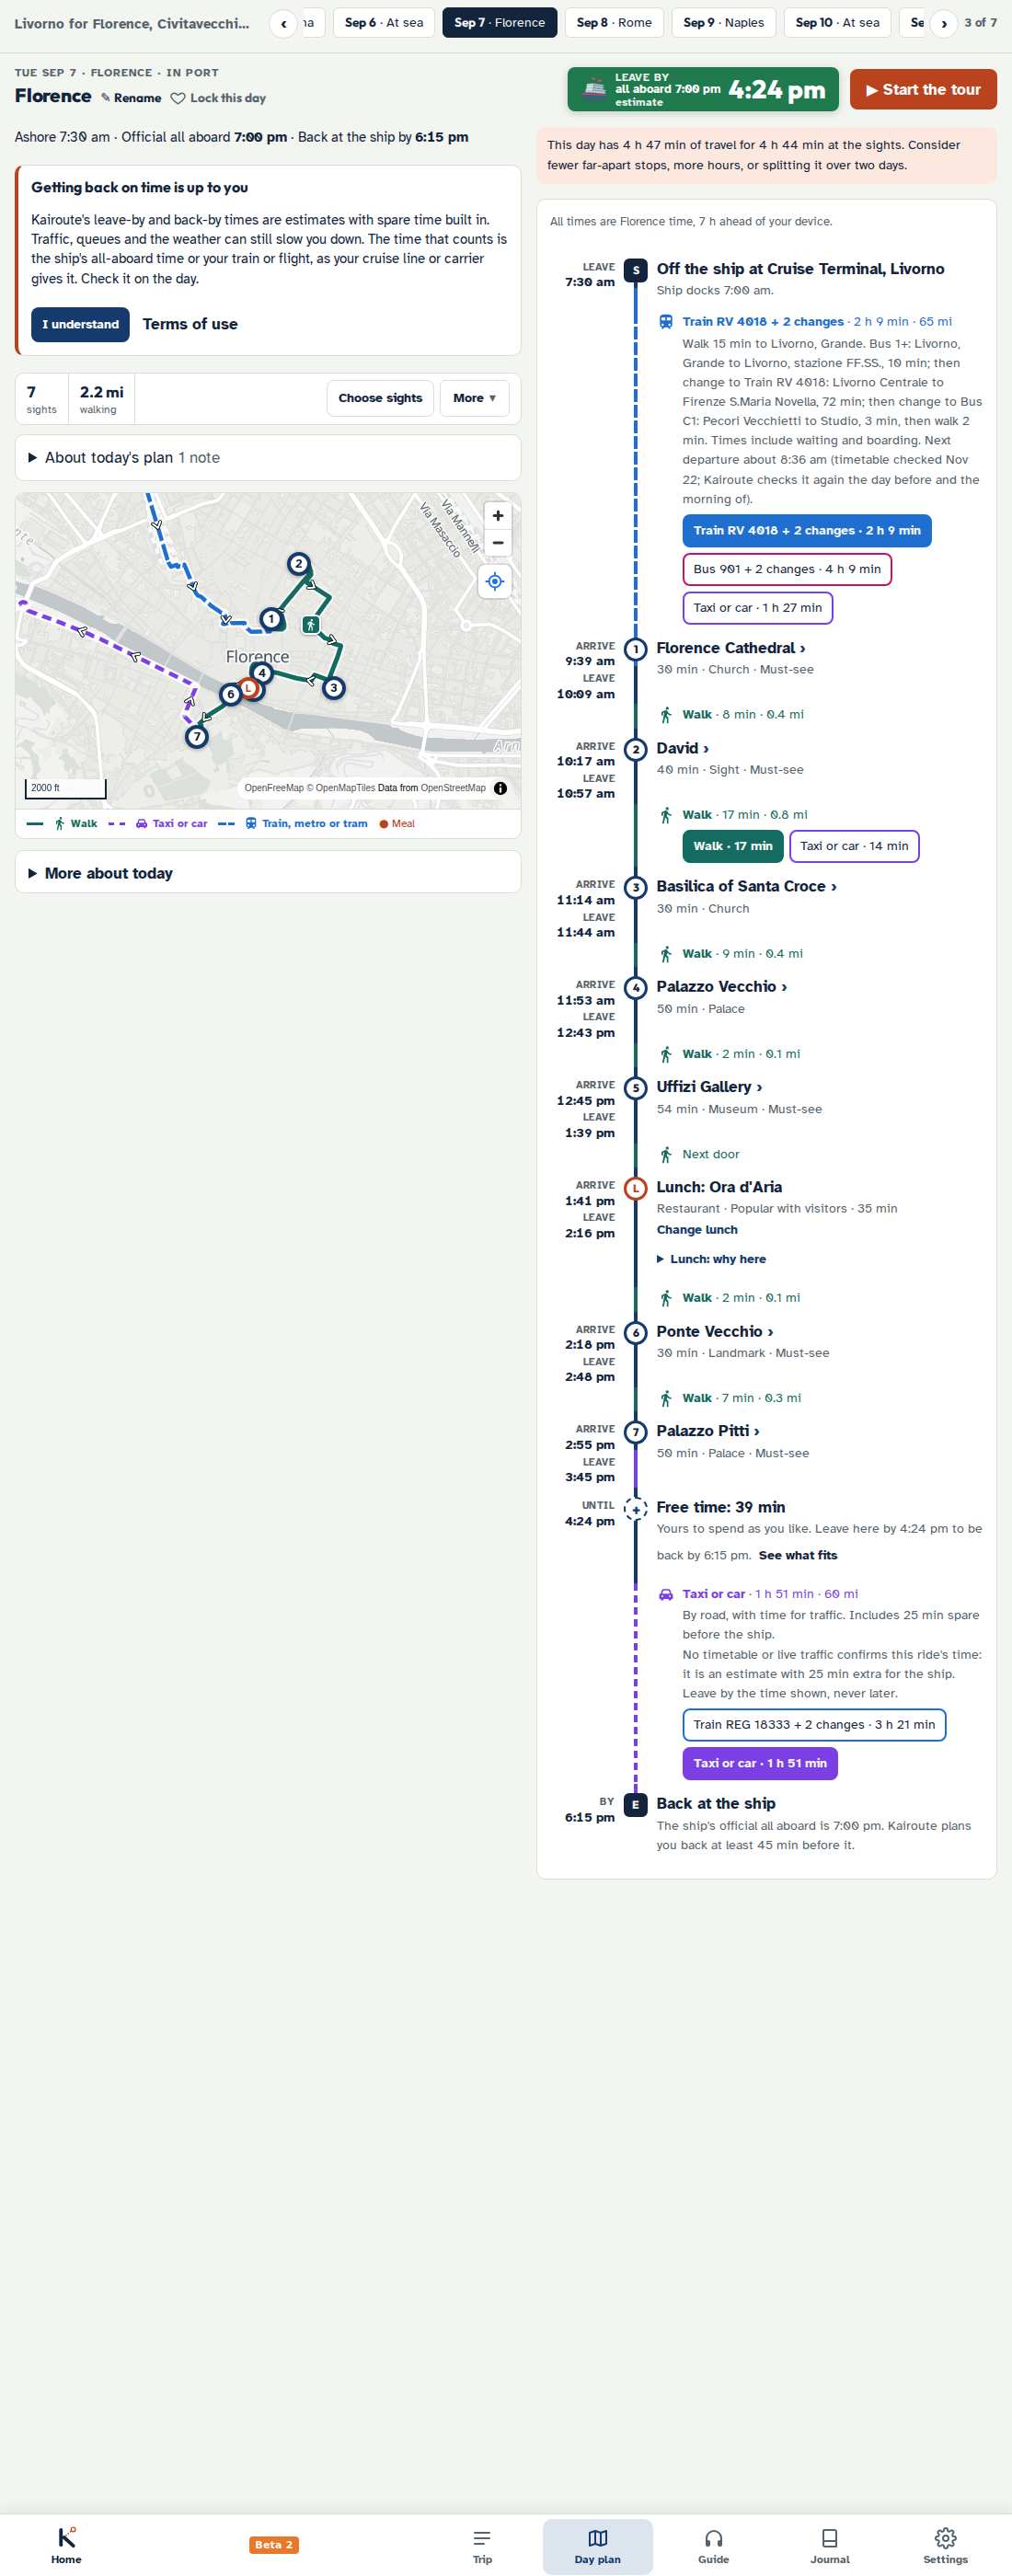 Livorno for Florence, Civitavecchi...
‹
na
Sep 6 · At sea
Sep 7 · Florence
Sep 8 · Rome
Sep 9 · Naples
Sep 10 · At sea
Se
›
3 of 7
TUE SEP 7 · FLORENCE · IN PORT
Florence ✎ Rename Lock this day
LEAVE BY
all aboard 7:00 pm
estimate
4:24 pm
▶ Start the tour
Ashore 7:30 am · Official all aboard 7:00 pm · Back at the ship by 6:15 pm
Getting back on time is up to you
Kairoute's leave-by and back-by times are estimates with spare time built in.
Traffic, queues and the weather can still slow you down. The time that counts is
the ship's all-aboard time or your train or flight, as your cruise line or carrier
gives it. Check it on the day.
I understand
Terms of use
7
sights
2.2 mi
walking
Choose sights
More ▼
▶ About today's plan 1 note
Via Masaccio
Via Mannelli
Florence
Arn
1
2
3
4
L
6
7
+
−
2000 ft
OpenFreeMap © OpenMapTiles Data from OpenStreetMap
Walk
Taxi or car
Train, metro or tram
Meal
▶ More about today
This day has 4 h 47 min of travel for 4 h 44 min at the sights. Consider
fewer far-apart stops, more hours, or splitting it over two days.
All times are Florence time, 7 h ahead of your device.
LEAVE
7:30 am
S
Off the ship at Cruise Terminal, Livorno
Ship docks 7:00 am.
Train RV 4018 + 2 changes · 2 h 9 min · 65 mi
Walk 15 min to Livorno, Grande. Bus 1+: Livorno,
Grande to Livorno, stazione FF.SS., 10 min; then
change to Train RV 4018: Livorno Centrale to
Firenze S.Maria Novella, 72 min; then change to Bus
C1: Pecori Vecchietti to Studio, 3 min, then walk 2
min. Times include waiting and boarding. Next
departure about 8:36 am (timetable checked Nov
22; Kairoute checks it again the day before and the
morning of).
Train RV 4018 + 2 changes · 2 h 9 min
Bus 901 + 2 changes · 4 h 9 min
Taxi or car · 1 h 27 min
ARRIVE
9:39 am
LEAVE
10:09 am
1
Florence Cathedral ›
30 min · Church · Must-see
Walk · 8 min · 0.4 mi
ARRIVE
10:17 am
LEAVE
10:57 am
2
David ›
40 min · Sight · Must-see
Walk · 17 min · 0.8 mi
Walk · 17 min
Taxi or car · 14 min
ARRIVE
11:14 am
LEAVE
11:44 am
3
Basilica of Santa Croce ›
30 min · Church
Walk · 9 min · 0.4 mi
ARRIVE
11:53 am
LEAVE
12:43 pm
4
Palazzo Vecchio ›
50 min · Palace
Walk · 2 min · 0.1 mi
ARRIVE
12:45 pm
LEAVE
1:39 pm
5
Uffizi Gallery ›
54 min · Museum · Must-see
Next door
ARRIVE
1:41 pm
LEAVE
2:16 pm
L
Lunch: Ora d'Aria
Restaurant · Popular with visitors · 35 min
Change lunch
▶ Lunch: why here
Walk · 2 min · 0.1 mi
ARRIVE
2:18 pm
LEAVE
2:48 pm
6
Ponte Vecchio ›
30 min · Landmark · Must-see
Walk · 7 min · 0.3 mi
ARRIVE
2:55 pm
LEAVE
3:45 pm
7
Palazzo Pitti ›
50 min · Palace · Must-see
UNTIL
4:24 pm
+
Free time: 39 min
Yours to spend as you like. Leave here by 4:24 pm to be
back by 6:15 pm. See what fits
Taxi or car · 1 h 51 min · 60 mi
By road, with time for traffic. Includes 25 min spare
before the ship.
No timetable or live traffic confirms this ride's time:
it is an estimate with 25 min extra for the ship.
Leave by the time shown, never later.
Train REG 18333 + 2 changes · 3 h 21 min
Taxi or car · 1 h 51 min
BY
6:15 pm
E
Back at the ship
The ship's official all aboard is 7:00 pm. Kairoute plans
you back at least 45 min before it.
Home
Beta 2
Trip
Day plan
Guide
Journal
Settings